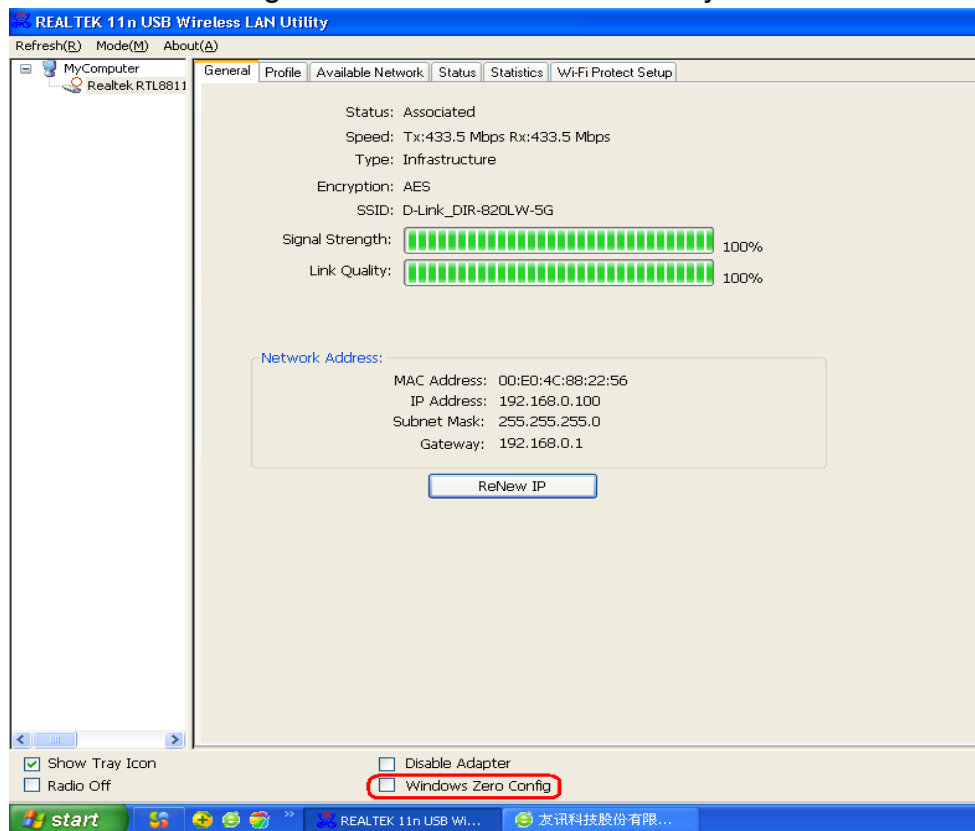 REALTEK 11n USB Wireless LAN Utility
Refresh(R) Mode(M) About(A)
MyComputer
Realtek RTL8811
General Profile Available Network Status Statistics Wi-Fi Protect Setup
Status: Associated
Speed: Tx:433.5 Mbps Rx:433.5 Mbps
Type: Infrastructure
Encryption: AES
SSID: D-Link_DIR-820LW-5G
Signal Strength: 100%
Link Quality: 100%
Network Address:
MAC Address: 00:E0:4C:88:22:56
IP Address: 192.168.0.100
Subnet Mask: 255.255.255.0
Gateway: 192.168.0.1
ReNew IP
Show Tray Icon Disable Adapter
Radio Off Windows Zero Config
start REALTEK 11n USB Wi... 友讯科技股份有限...